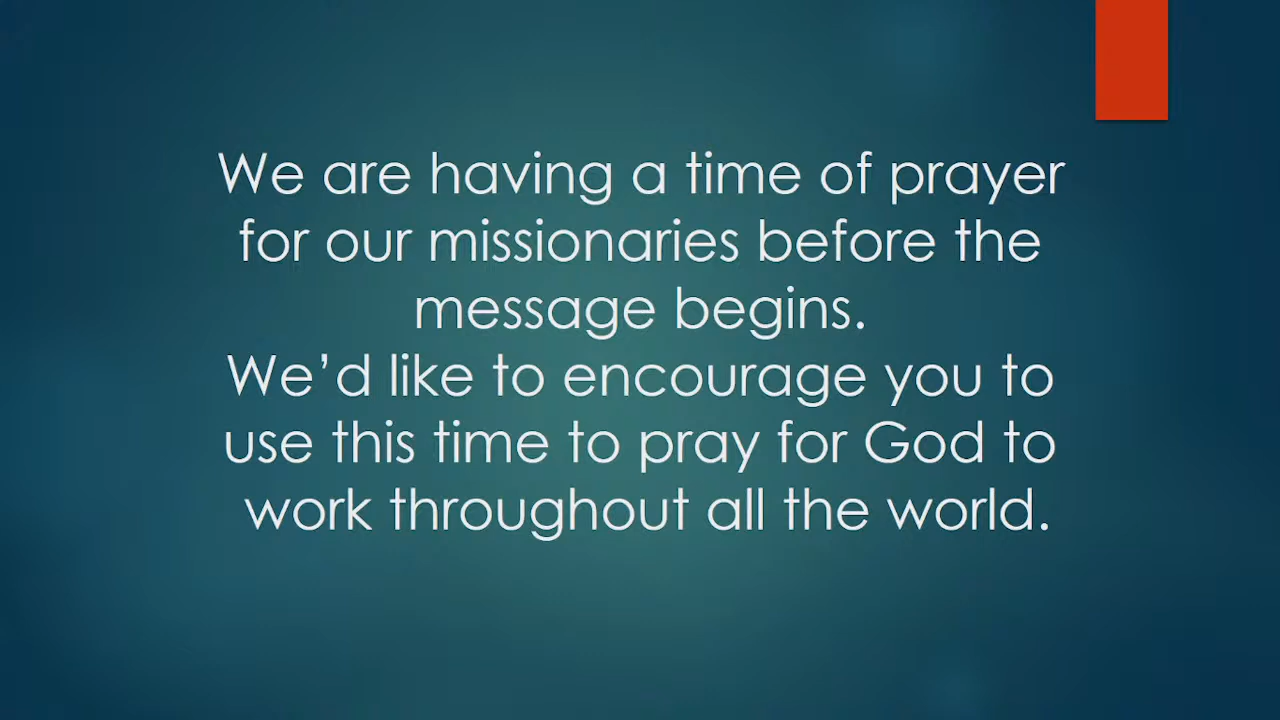 We are having a time of prayer
for our missionaries before the
message begins.
We’d like to encourage you to
use this time to pray for God to
work throughout all the world.